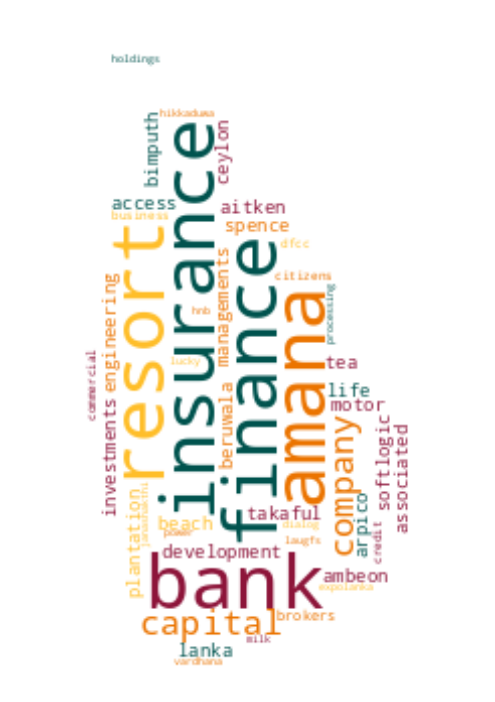 holdings
hikkaduwa
bimputh
insurance
ceylon
access
aitken
business
spence
resort
finance
dfcc
managements
citizens
engineering
amana
processing
hnb
commercial
lucky
tea
beruwala
life
investments
motor
company
softlogic
associated
plantation
janashakthi
takaful
arpico
beach
dialog
credit
power
laugfs
development
bank
ambeon
expolanka
capital
brokers
milk
lanka
vardhana